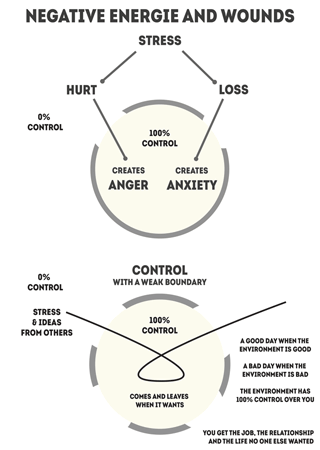 NEGATIVE ENERGIE AND WOUNDS
STRESS
HURT
LOSS
0%
CONTROL
100%
CONTROL
CREATES
ANGER
CREATES
ANXIETY
CONTROL
WITH A WEAK BOUNDARY
0%
CONTROL
STRESS
& IDEAS
FROM OTHERS
100%
CONTROL
A GOOD DAY WHEN THE
ENVIRONMENT IS GOOD
A BAD DAY WHEN THE
ENVIRONMENT IS BAD
THE ENVIRONMENT HAS
100% CONTROL OVER YOU
COMES AND LEAVES
WHEN IT WANTS
YOU GET THE JOB, THE RELATIONSHIP
AND THE LIFE NO ONE ELSE WANTED